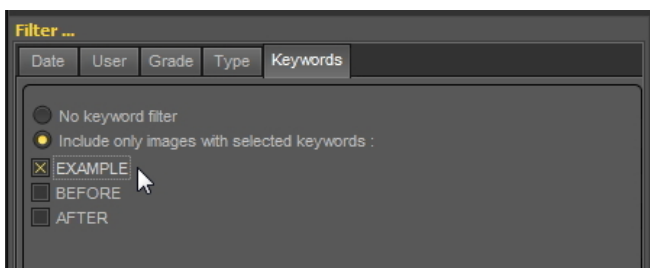 Filter ...
Date User Grade Type Keywords
No keyword filter
Include only images with selected keywords :
EXAMPLE
BEFORE
AFTER